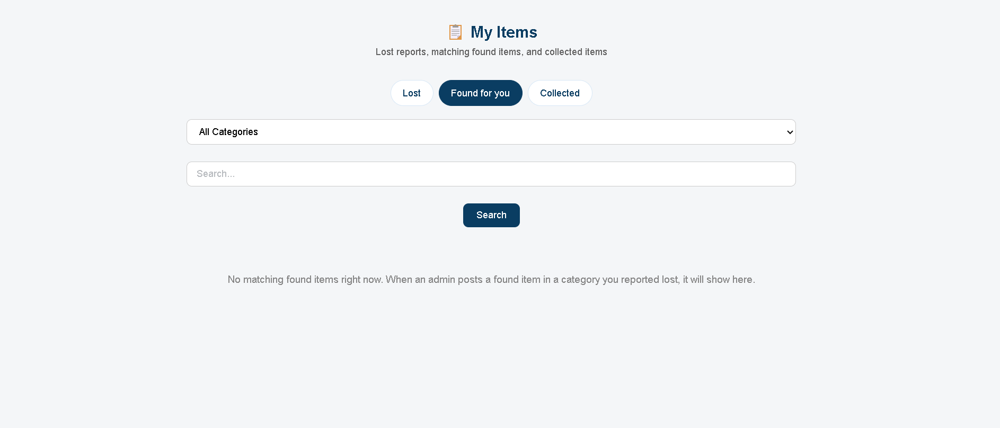 My Items
Lost reports, matching found items, and collected items
Lost
Found for you
Collected
All Categories
Search...
Search
No matching found items right now. When an admin posts a found item in a category you reported lost, it will show here.